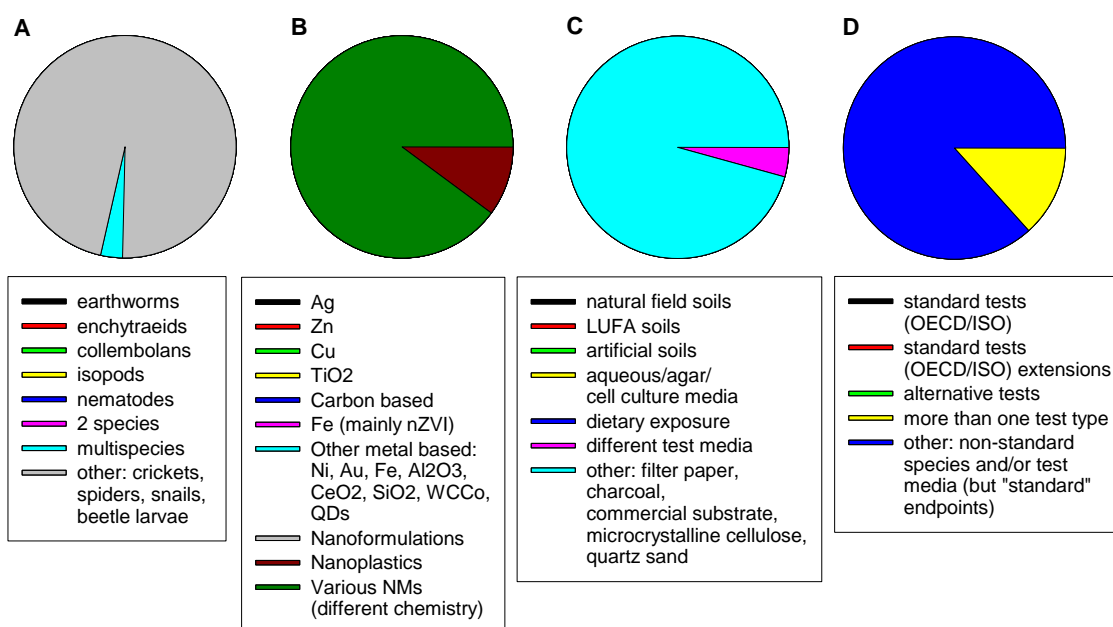 A
B
C
D
earthworms
enchytraeids
collembolans
isopods
nematodes
2 species
multispecies
other: crickets,
spiders, snails,
beetle larvae
Ag
Zn
Cu
TiO2
Carbon based
Fe (mainly nZVI)
Other metal based:
Ni, Au, Fe, Al2O3,
CeO2, SiO2, WCCo,
QDs
Nanoformulations
Nanoplastics
Various NMs
(different chemistry)
natural field soils
LUFA soils
artificial soils
aqueous/agar/
cell culture media
dietary exposure
different test media
other: filter paper,
charcoal,
commercial substrate,
microcrystalline cellulose,
quartz sand
standard tests
(OECD/ISO)
standard tests
(OECD/ISO) extensions
alternative tests
more than one test type
other: non-standard
species and/or test
media (but "standard"
endpoints)